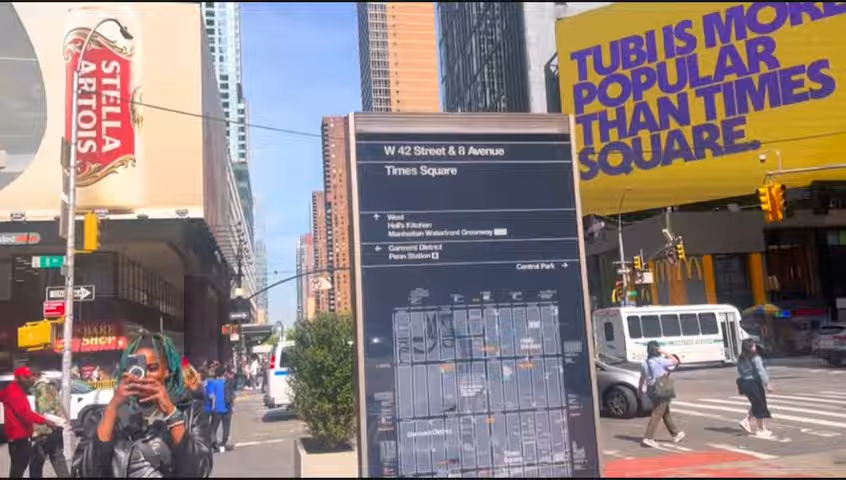 STELLA
ARTOIS
TUBI IS MORE
POPULAR
THAN TIMES
SQUARE.
W 42 Street & 8 Avenue
Times Square
West
Hell's Kitchen
Manhattan Waterfront Greenway
Garment District
Penn Station
Central Park